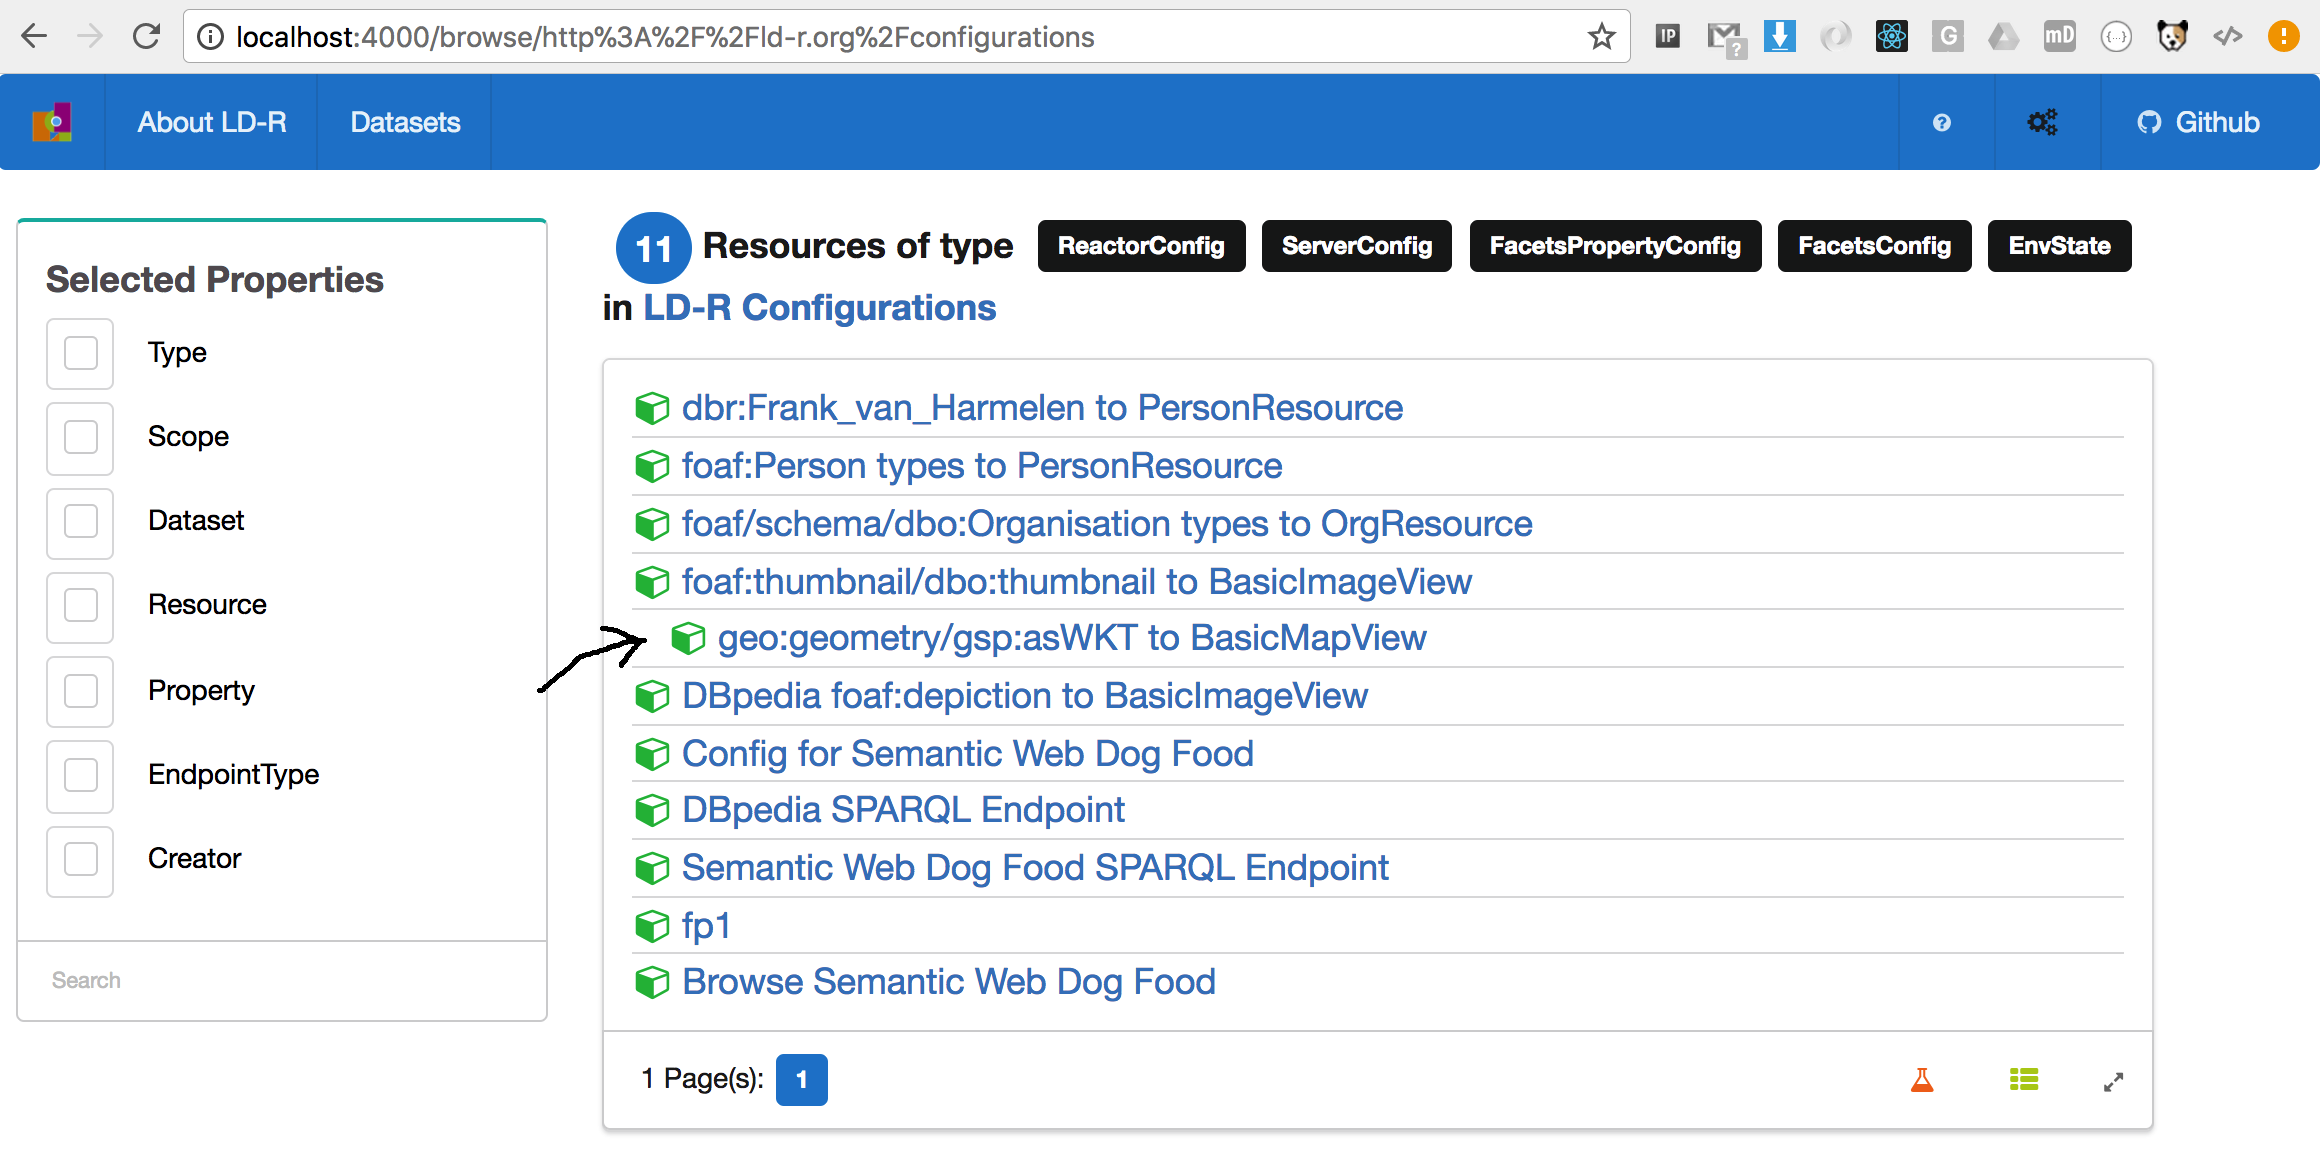 localhost:4000/browse/http%3A%2F%2Fld-r.org%2Fconfigurations
IP
?
G
mD
{...}
</>
!
About LD-R
Datasets
?
Github
Selected Properties
Type
Scope
Dataset
Resource
Property
EndpointType
Creator
Search
11 Resources of type ReactorConfig ServerConfig FacetsPropertyConfig FacetsConfig EnvState
in LD-R Configurations
dbr:Frank_van_Harmelen to PersonResource
foaf:Person types to PersonResource
foaf/schema/dbo:Organisation types to OrgResource
foaf:thumbnail/dbo:thumbnail to BasicImageView
geo:geometry/gsp:asWKT to BasicMapView
DBpedia foaf:depiction to BasicImageView
Config for Semantic Web Dog Food
DBpedia SPARQL Endpoint
Semantic Web Dog Food SPARQL Endpoint
fp1
Browse Semantic Web Dog Food
1 Page(s): 1